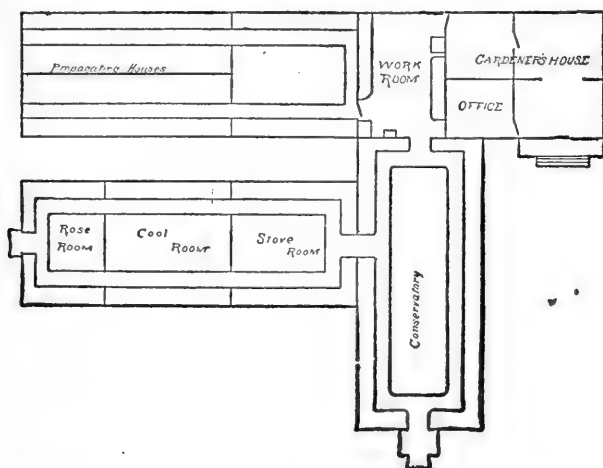 Propagating Houses
WORK
ROOM
GARDENER'S HOUSE
OFFICE
ROSE
ROOM
Cool
ROOM
Stove
ROOM
Conservatory